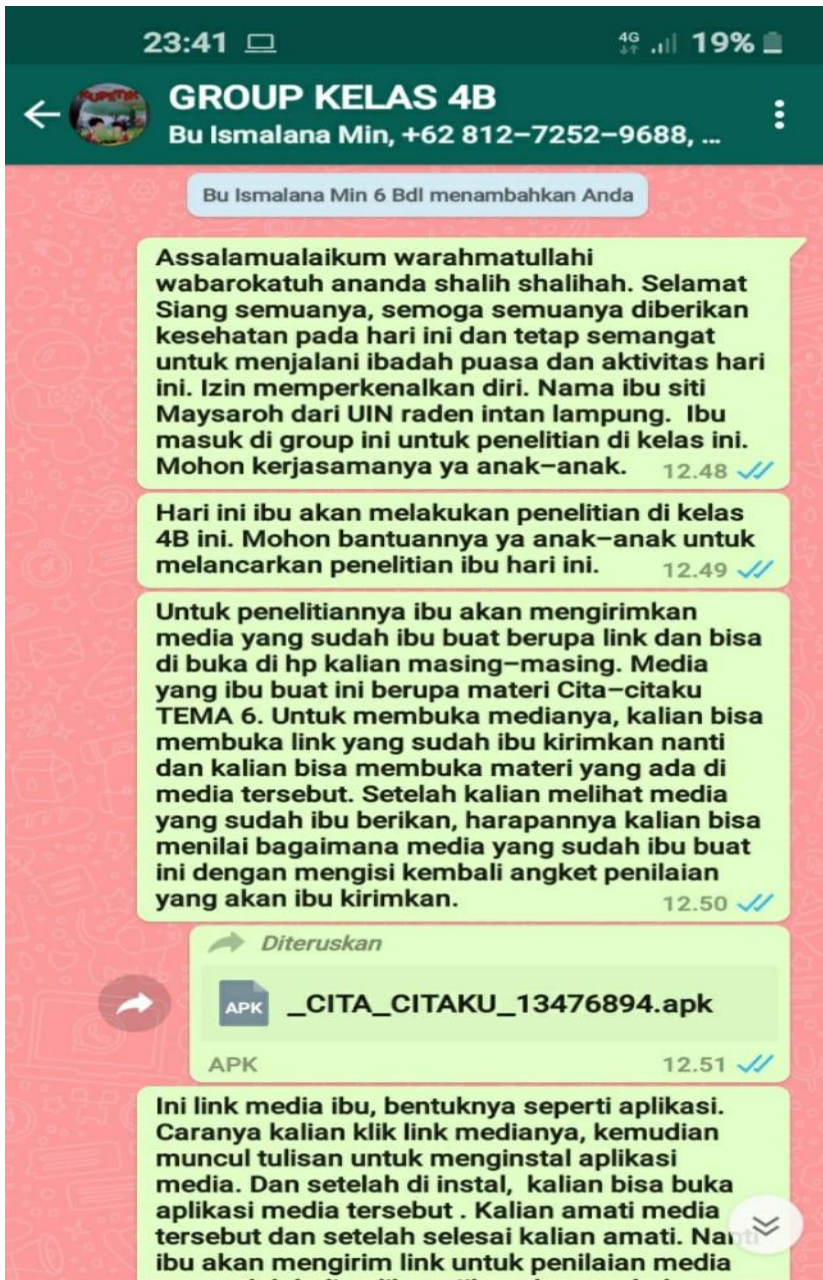 23:41 4G 19%
GROUP KELAS 4B
Bu Ismalana Min, +62 812-7252-9688, ...
Bu Ismalana Min 6 Bdl menambahkan Anda
Assalamualaikum warahmatullahi
wabarokatuh ananda shalih shalihah. Selamat
Siang semuanya, semoga semuanya diberikan
kesehatan pada hari ini dan tetap semangat
untuk menjalani ibadah puasa dan aktivitas hari
ini. Izin memperkenalkan diri. Nama ibu siti
Maysaroh dari UIN raden intan lampung. Ibu
masuk di group ini untuk penelitian di kelas ini.
Mohon kerjasamanya ya anak-anak. 12.48
Hari ini ibu akan melakukan penelitian di kelas
4B ini. Mohon bantuannya ya anak-anak untuk
melancarkan penelitian ibu hari ini. 12.49
Untuk penelitiannya ibu akan mengirimkan
media yang sudah ibu buat berupa link dan bisa
di buka di hp kalian masing-masing. Media
yang ibu buat ini berupa materi Cita-citaku
TEMA 6. Untuk membuka medianya, kalian bisa
membuka link yang sudah ibu kirimkan nanti
dan kalian bisa membuka materi yang ada di
media tersebut. Setelah kalian melihat media
yang sudah ibu berikan, harapannya kalian bisa
menilai bagaimana media yang sudah ibu buat
ini dengan mengisi kembali angket penilaian
yang akan ibu kirimkan. 12.50
Diteruskan
APK _CITA_CITAKU_13476894.apk
APK 12.51
Ini link media ibu, bentuknya seperti aplikasi.
Caranya kalian klik link medianya, kemudian
muncul tulisan untuk menginstal aplikasi
media. Dan setelah di instal, kalian bisa buka
aplikasi media tersebut . Kalian amati media
tersebut dan setelah selesai kalian amati. Nanti
ibu akan mengirim link untuk penilaian media